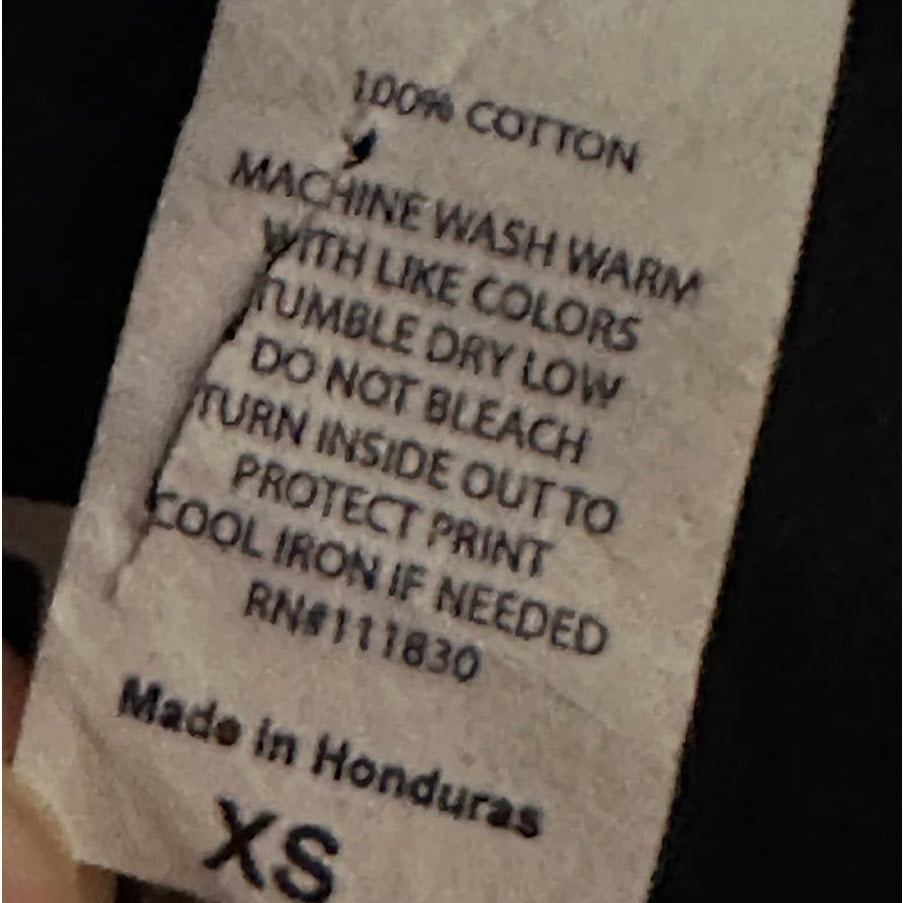 100% COTTON
MACHINE WASH WARM
WITH LIKE COLORS
TUMBLE DRY LOW
DO NOT BLEACH
TURN INSIDE OUT TO
PROTECT PRINT
COOL IRON IF NEEDED
RN#111830
Made in Honduras
XS